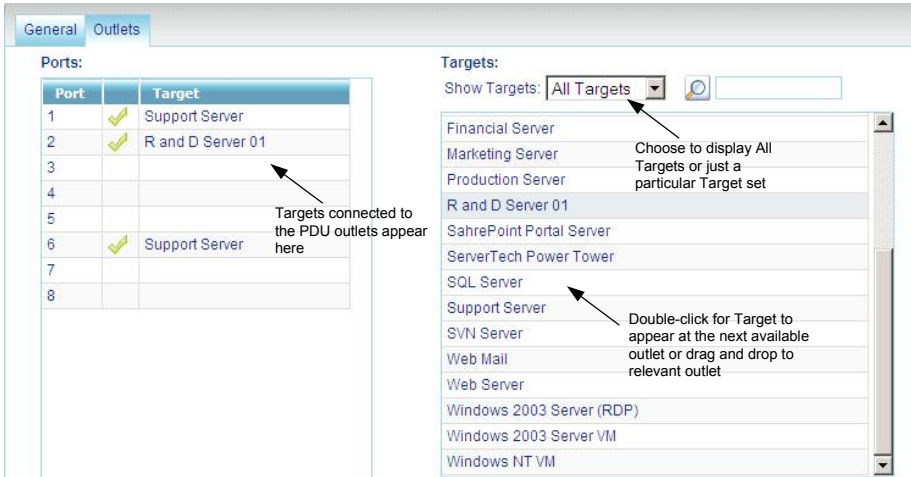 General Outlets
Ports:
Port Target
1 Support Server
2 R and D Server 01
3
4
5
6 Support Server
7
8
Targets connected to
the PDU outlets appear
here
Targets:
Show Targets: All Targets
Financial Server
Marketing Server
Production Server
R and D Server 01
SahrePoint Portal Server
ServerTech Power Tower
SQL Server
Support Server
SVN Server
Web Mail
Web Server
Windows 2003 Server (RDP)
Windows 2003 Server VM
Windows NT VM
Choose to display All
Targets or just a
particular Target set
Double-click for Target to
appear at the next available
outlet or drag and drop to
relevant outlet